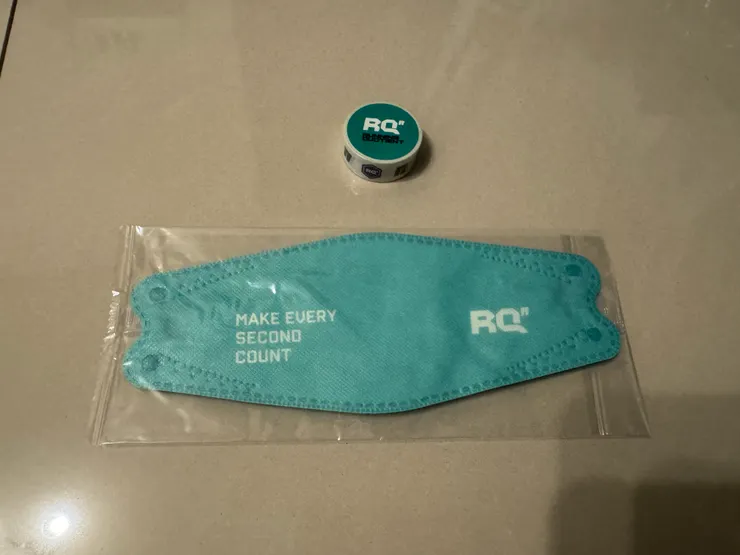 RQ"
MAKE EVERY
SECOND
COUNT
RQ"